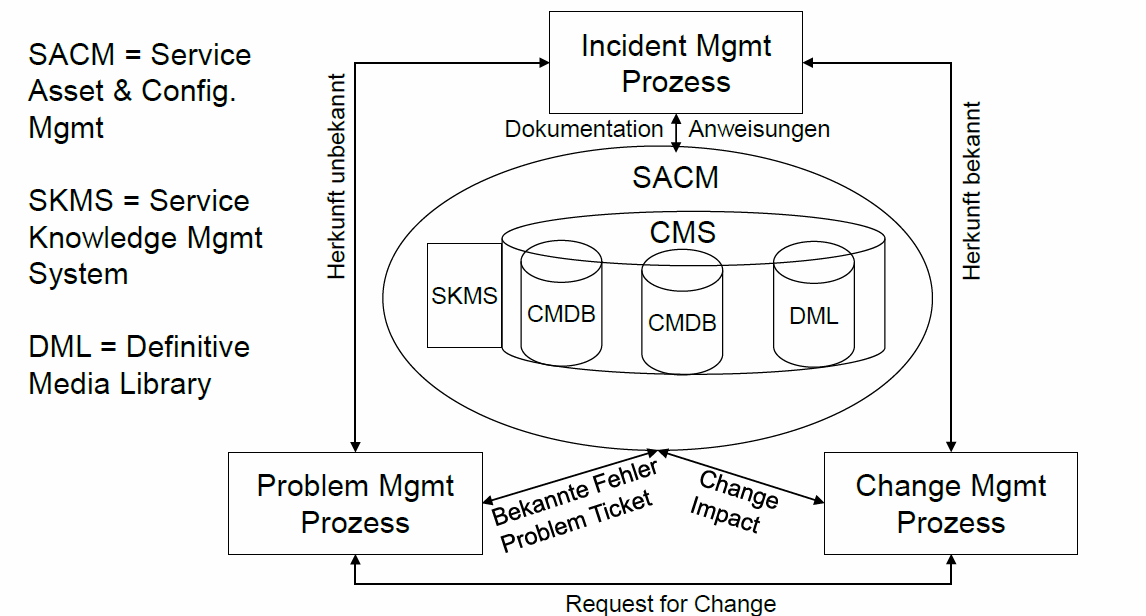 SACM = Service
Asset & Config.
Mgmt
SKMS = Service
Knowledge Mgmt
System
DML = Definitive
Media Library
Incident Mgmt
Prozess
Herkunft unbekannt
Dokumentation
Anweisungen
Herkunft bekannt
SACM
CMS
SKMS
CMDB
CMDB
DML
Problem Mgmt
Prozess
Bekannte Fehler
Problem Ticket
Change
Impact
Change Mgmt
Prozess
Request for Change